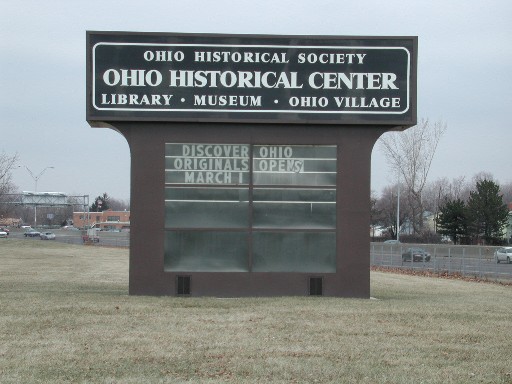 OHIO HISTORICAL SOCIETY
OHIO HISTORICAL CENTER
LIBRARY · MUSEUM · OHIO VILLAGE
DISCOVER OHIO
ORIGINALS OPENS
MARCH 1